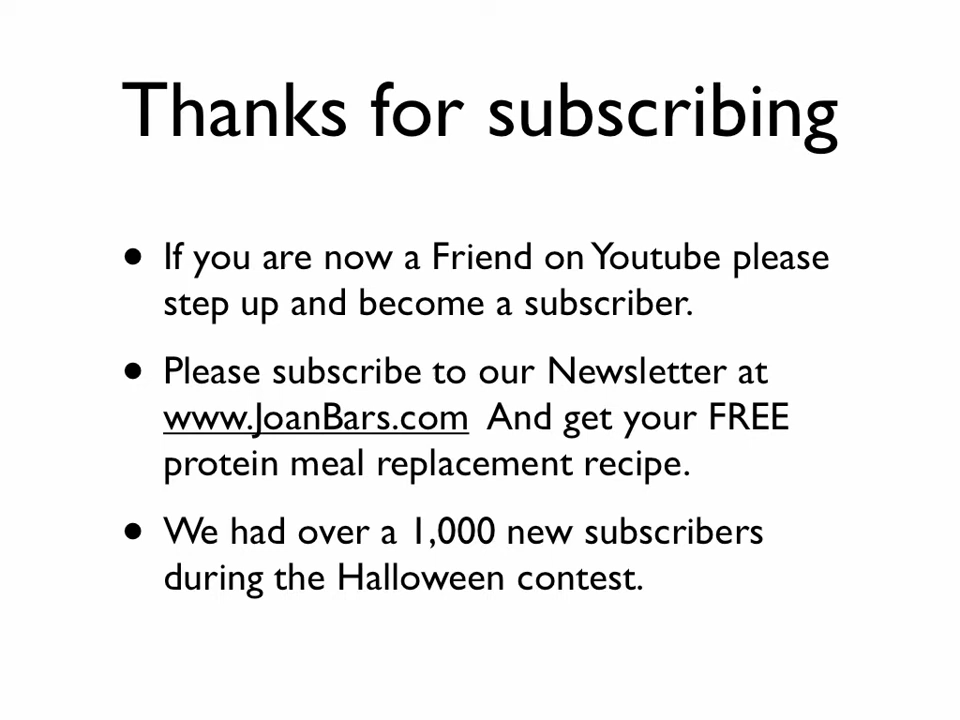 Thanks for subscribing
• If you are now a Friend on Youtube please
step up and become a subscriber.
• Please subscribe to our Newsletter at
www.JoanBars.com And get your FREE
protein meal replacement recipe.
• We had over a 1,000 new subscribers
during the Halloween contest.